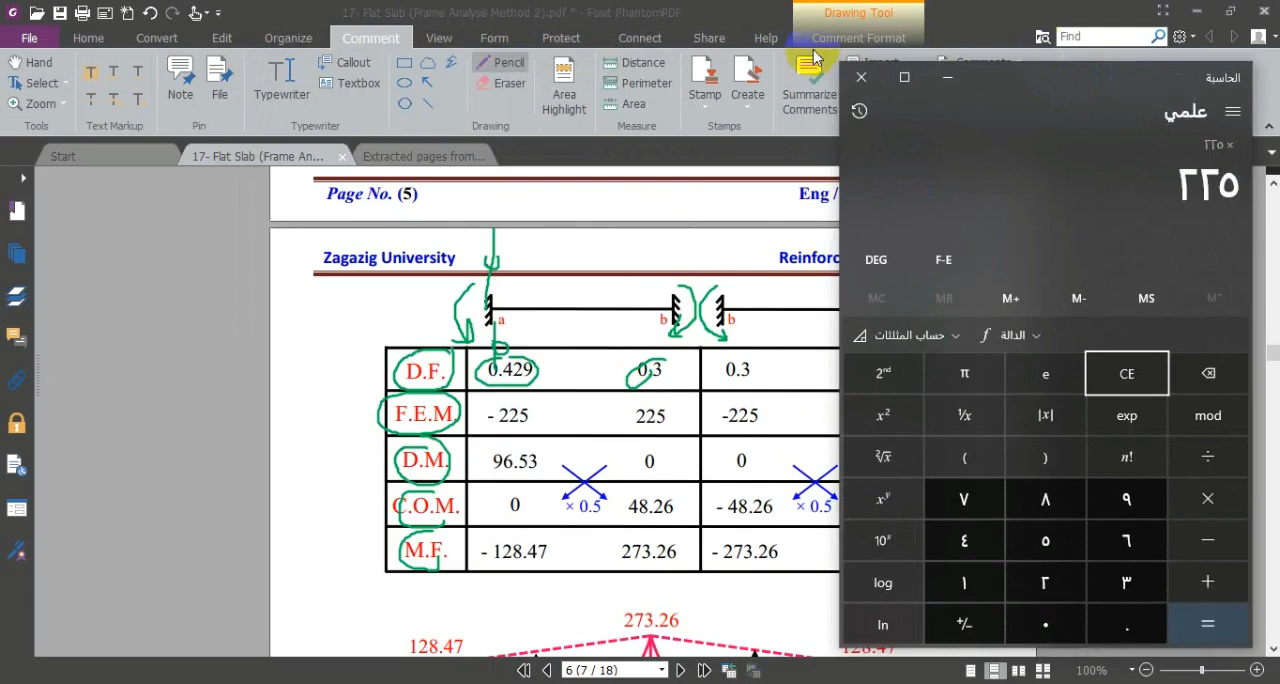 17- Flat Slab (Frame Analyse Method 2).pdf * - Foxit PhantomPDF
Drawing Tool
File Home Convert Edit Organize Comment View Form Protect Connect Share Help Comment Format
Find
Hand
Select
Zoom
Tools
Text Markup
Note
File
Pin
Typewriter
Callout
Textbox
Typewriter
Pencil
Eraser
Drawing
Area
Highlight
Distance
Perimeter
Area
Measure
Stamp
Create
Stamps
Summarize
Comments
Import
Comments
Start
17- Flat Slab (Frame An...
Extracted pages from...
Page No. (5)
Eng /
Zagazig University
Reinforc
a b b
D.F. 0.429 0.3 0.3
F.E.M. - 225 225 -225
D.M. 96.53 0 0
C.O.M. 0 × 0.5 48.26 - 48.26 × 0.5
M.F. - 128.47 273.26 - 273.26
273.26
128.47
128.47
6 (7 / 18)
100%
الحاسبة
علمي
٢٢٥ ×
٢٢٥
DEG F-E
MC MR M+ M- MS M˅
حساب المثلثات الدالة
2nd π e CE
x² ¹/x |x| exp mod
²√x ( ) n! ÷
xʸ ٧ ٨ ٩ ×
10ˣ ٤ ٥ ٦ −
log ١ ٢ ٣ +
ln +/- ٠ . =